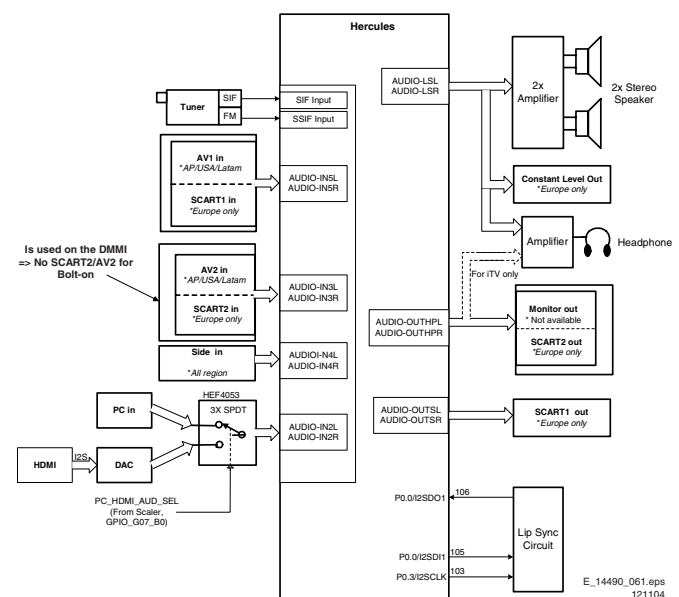 Hercules
Tuner
SIF
FM
SIF Input
SSIF Input
AV1 in
*AP/USA/Latam
SCART1 in
*Europe only
AUDIO-IN5L
AUDIO-IN5R
Is used on the DMMI
=> No SCART2/AV2 for
Bolt-on
AV2 in
*AP/USA/Latam
SCART2 in
*Europe only
AUDIO-IN3L
AUDIO-IN3R
Side in
*All region
AUDIO-N4L
AUDIO-IN4R
HEF4053
3X SPDT
PC in
HDMI
I2S
DAC
AUDIO-IN2L
AUDIO-IN2R
PC_HDMI_AUD_SEL
(From Scaler,
GPIO_G07_B0)
AUDIO-LSL
AUDIO-LSR
2x
Amplifier
2x Stereo
Speaker
Constant Level Out
*Europe only
Amplifier
Headphone
For iTV only
AUDIO-OUTHPL
AUDIO-OUTHPR
Monitor out
* Not available
SCART2 out
*Europe only
AUDIO-OUTSL
AUDIO-OUTSR
SCART1 out
*Europe only
P0.0/I2SDO1
106
Lip Sync
Circuit
P0.0/I2SDI1
105
P0.3/I2SCLK
103
E_14490_061.eps
121104